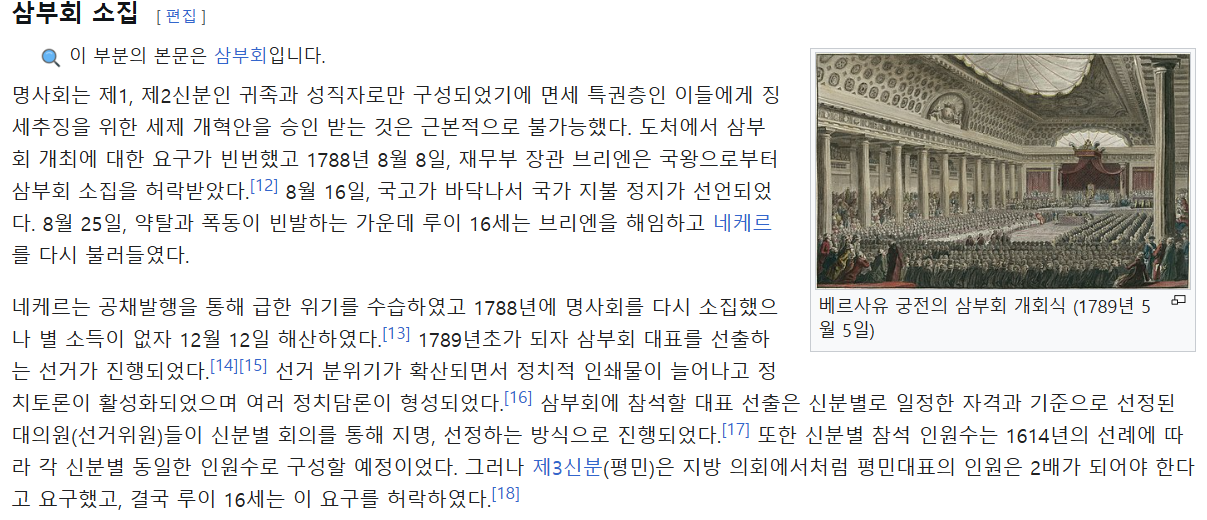 삼부회 소집 [ 편집 ]
이 부분의 본문은 삼부회입니다.
명사회는 제1, 제2신분인 귀족과 성직자로만 구성되었기에 면세 특권층인 이들에게 징
세추징을 위한 세제 개혁안을 승인 받는 것은 근본적으로 불가능했다. 도처에서 삼부
회 개최에 대한 요구가 빈번했고 1788년 8월 8일, 재무부 장관 브리엔은 국왕으로부터
삼부회 소집을 허락받았다.[12] 8월 16일, 국고가 바닥나서 국가 지불 정지가 선언되었
다. 8월 25일, 약탈과 폭동이 빈발하는 가운데 루이 16세는 브리엔을 해임하고 네케르
를 다시 불러들였다.
네케르는 공채발행을 통해 급한 위기를 수습하였고 1788년에 명사회를 다시 소집했으
나 별 소득이 없자 12월 12일 해산하였다.[13] 1789년초가 되자 삼부회 대표를 선출하
는 선거가 진행되었다.[14][15] 선거 분위기가 확산되면서 정치적 인쇄물이 늘어나고 정
치토론이 활성화되었으며 여러 정치담론이 형성되었다.[16] 삼부회에 참석할 대표 선출은 신분별로 일정한 자격과 기준으로 선정된
대의원(선거위원)들이 신분별 회의를 통해 지명, 선정하는 방식으로 진행되었다.[17] 또한 신분별 참석 인원수는 1614년의 선례에 따
라 각 신분별 동일한 인원수로 구성할 예정이었다. 그러나 제3신분(평민)은 지방 의회에서처럼 평민대표의 인원은 2배가 되어야 한다
고 요구했고, 결국 루이 16세는 이 요구를 허락하였다.[18]
베르사유 궁전의 삼부회 개회식 (1789년 5
월 5일)